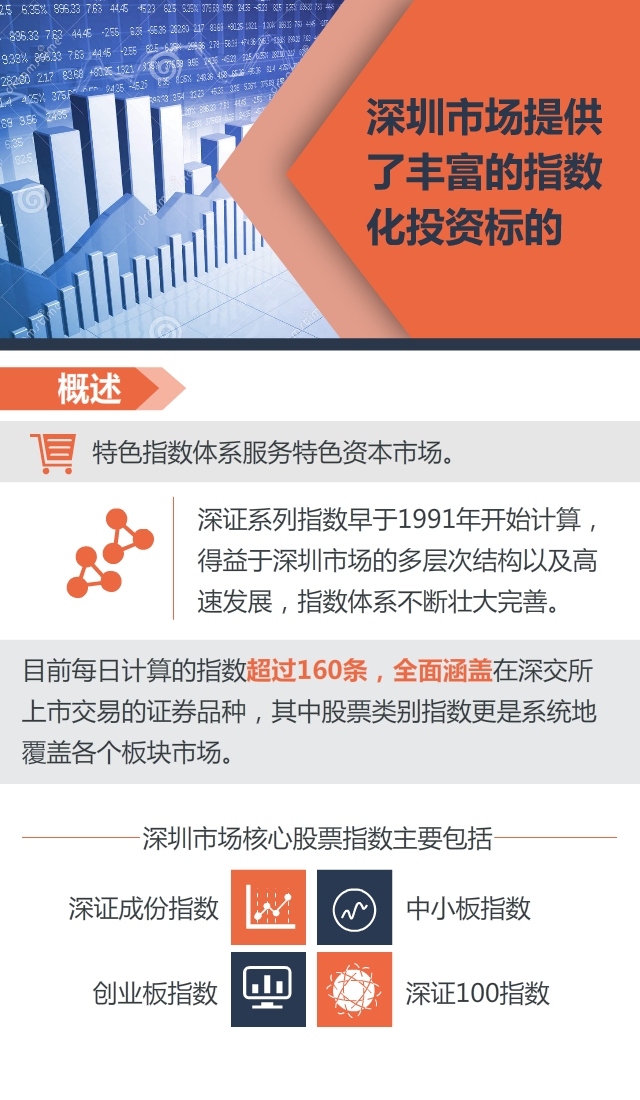 深圳市场提供
了丰富的指数
化投资标的
概述
特色指数体系服务特色资本市场。
深证系列指数早于1991年开始计算，
得益于深圳市场的多层次结构以及高
速发展，指数体系不断壮大完善。
目前每日计算的指数超过160条，全面涵盖在深交所
上市交易的证券品种，其中股票类别指数更是系统地
覆盖各个板块市场。
深圳市场核心股票指数主要包括
深证成份指数
中小板指数
创业板指数
深证100指数